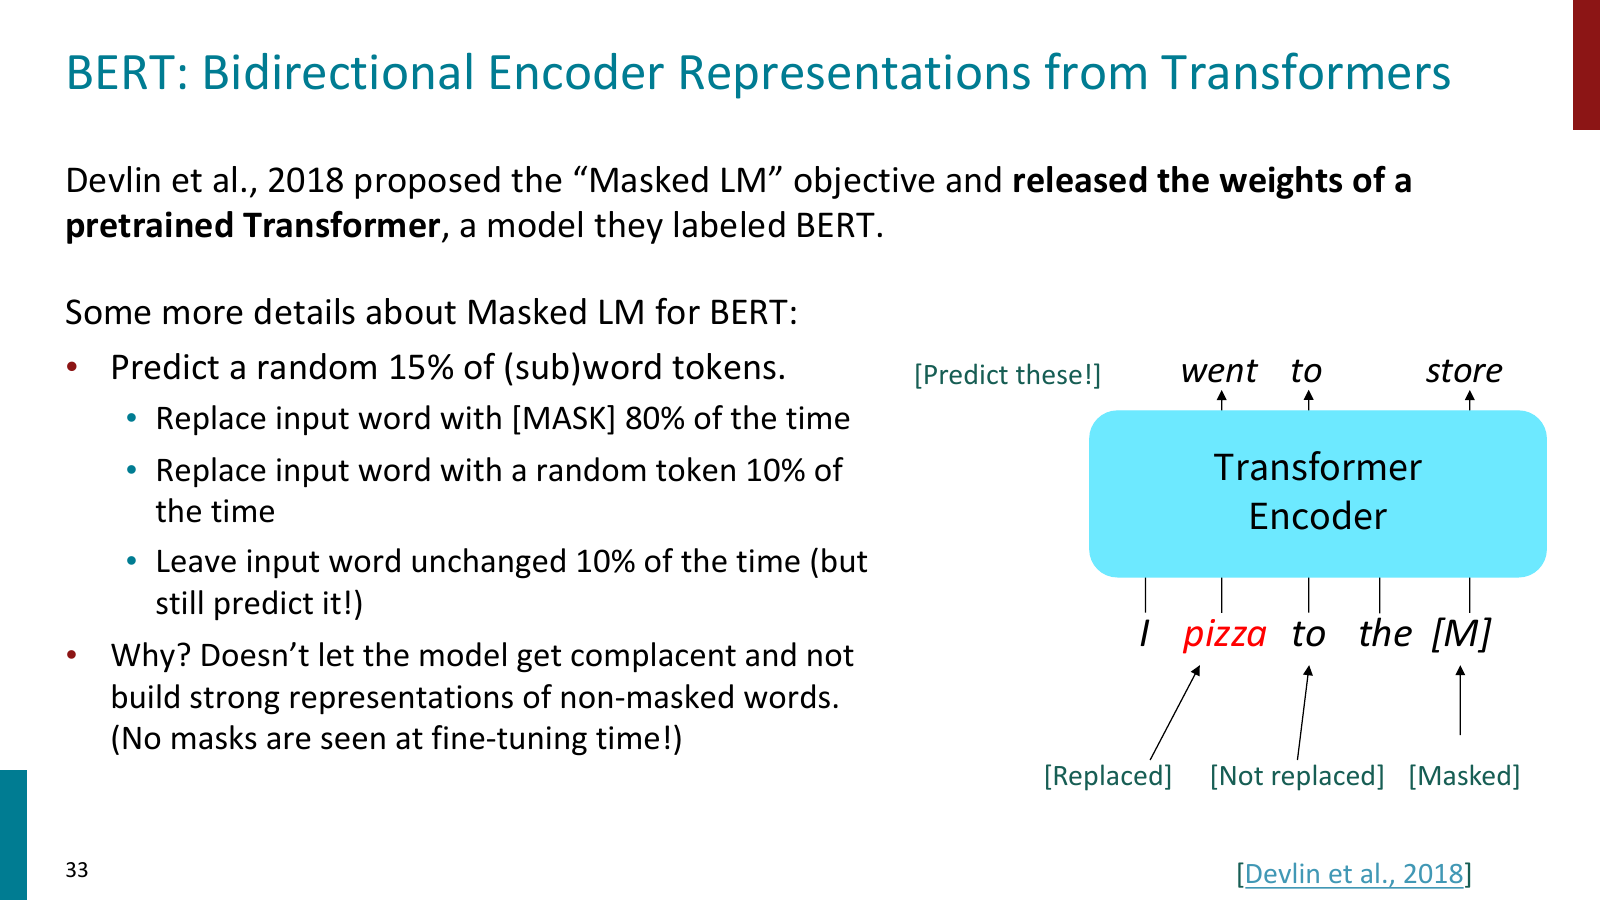 BERT: Bidirectional Encoder Representations from Transformers
Devlin et al., 2018 proposed the “Masked LM” objective and released the weights of a
pretrained Transformer, a model they labeled BERT.
Some more details about Masked LM for BERT:
• Predict a random 15% of (sub)word tokens.
• Replace input word with [MASK] 80% of the time
• Replace input word with a random token 10% of
the time
• Leave input word unchanged 10% of the time (but
still predict it!)
• Why? Doesn’t let the model get complacent and not
build strong representations of non-masked words.
(No masks are seen at fine-tuning time!)
[Predict these!] went to store
Transformer
Encoder
I pizza to the [M]
[Replaced] [Not replaced] [Masked]
33
[Devlin et al., 2018]